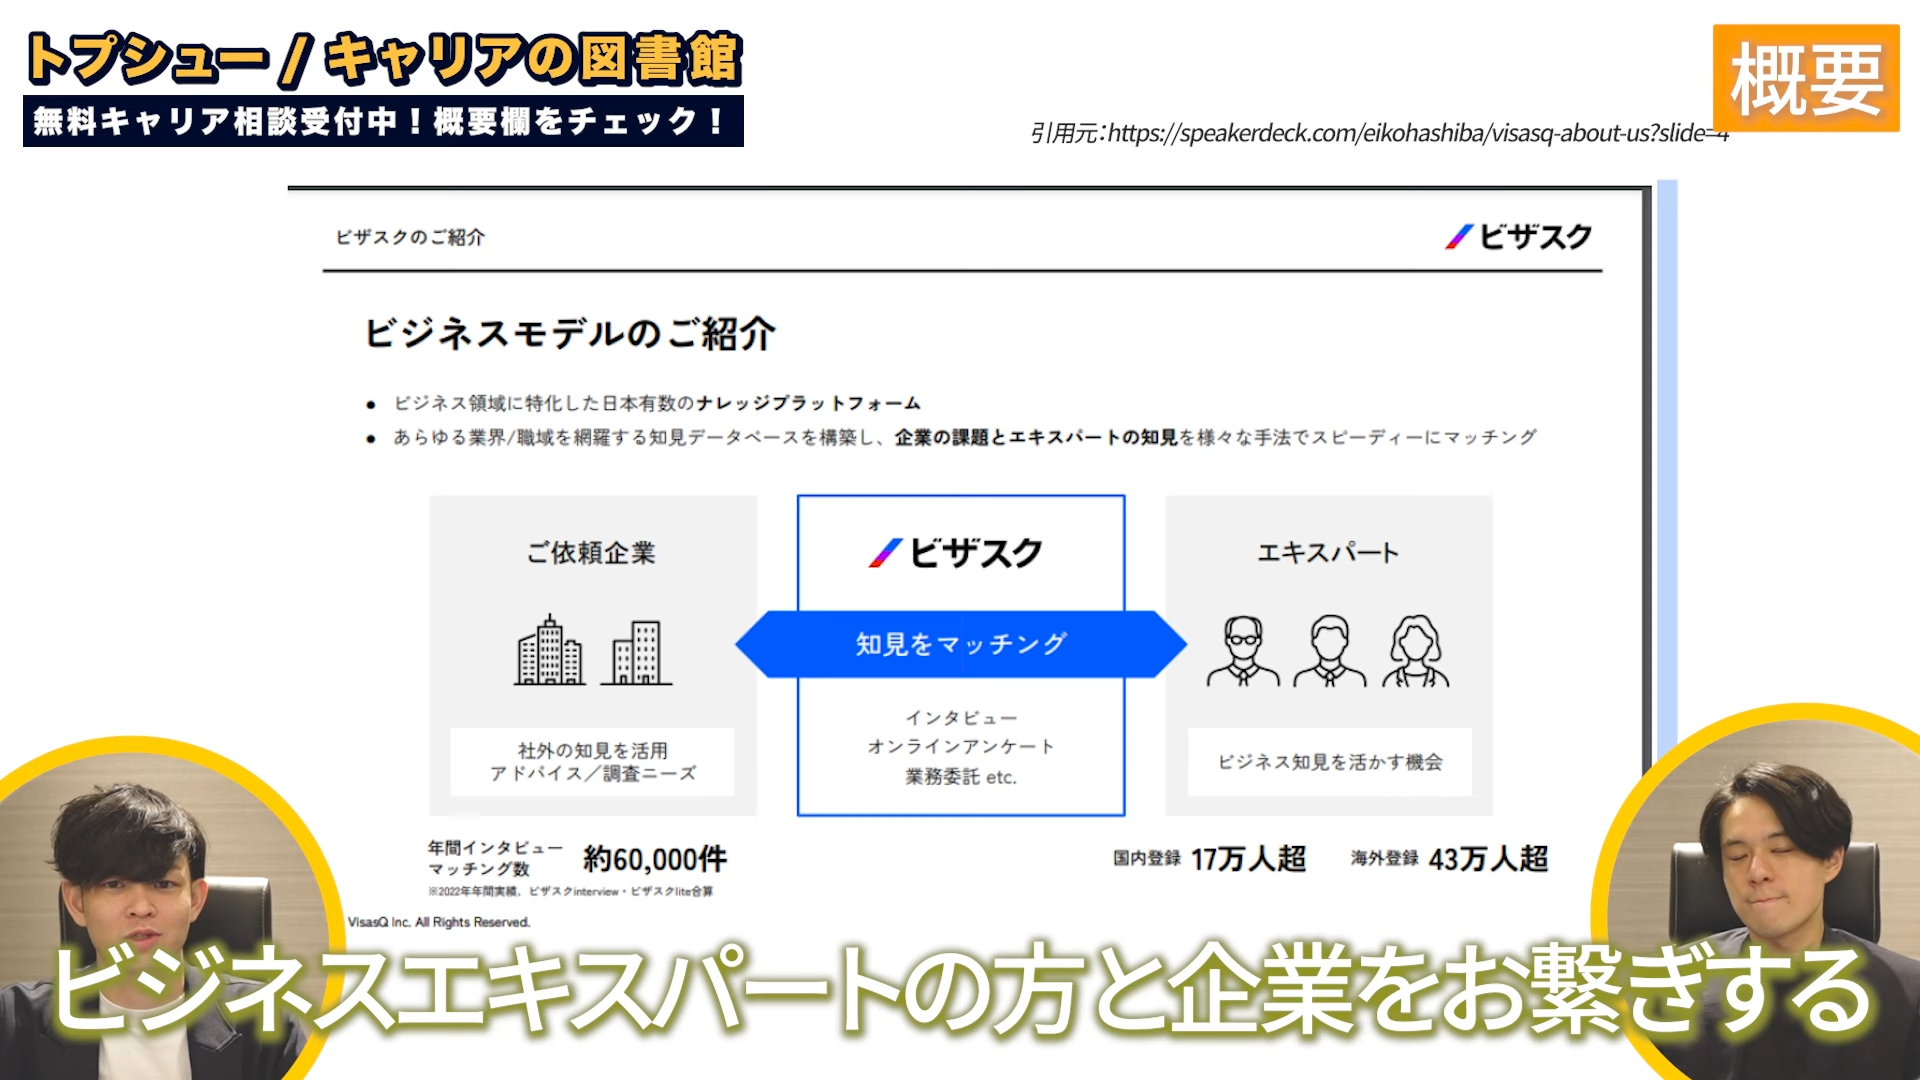 トプシュー / キャリアの図書館
無料キャリア相談受付中！概要欄をチェック！
概要
引用元：https://speakerdeck.com/eikohashiba/visasq-about-us?slide=4
ビザスクのご紹介
ビザスク
ビジネスモデルのご紹介
● ビジネス領域に特化した日本有数のナレッジプラットフォーム
● あらゆる業界/職域を網羅する知見データベースを構築し、企業の課題とエキスパートの知見を様々な手法でスピーディーにマッチング
ご依頼企業
社外の知見を活用
アドバイス／調査ニーズ
ビザスク
知見をマッチング
インタビュー
オンラインアンケート
業務委託 etc.
エキスパート
ビジネス知見を活かす機会
年間インタビュー
マッチング数
約60,000件
※2022年年間実績、ビザスクinterview・ビザスクlite合算
国内登録 17万人超
海外登録 43万人超
VisasQ Inc. All Rights Reserved.
ビジネスエキスパートの方と企業をお繋ぎする